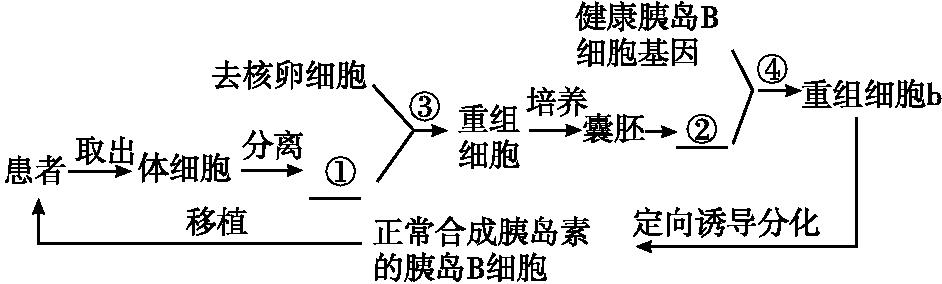 健康胰岛B
细胞基因
去核卵细胞
③
④
重组
细胞
培养
囊胚
②
重组细胞b
患者
取出
体细胞
分离
①
移植
正常合成胰岛素
的胰岛B细胞
定向诱导分化